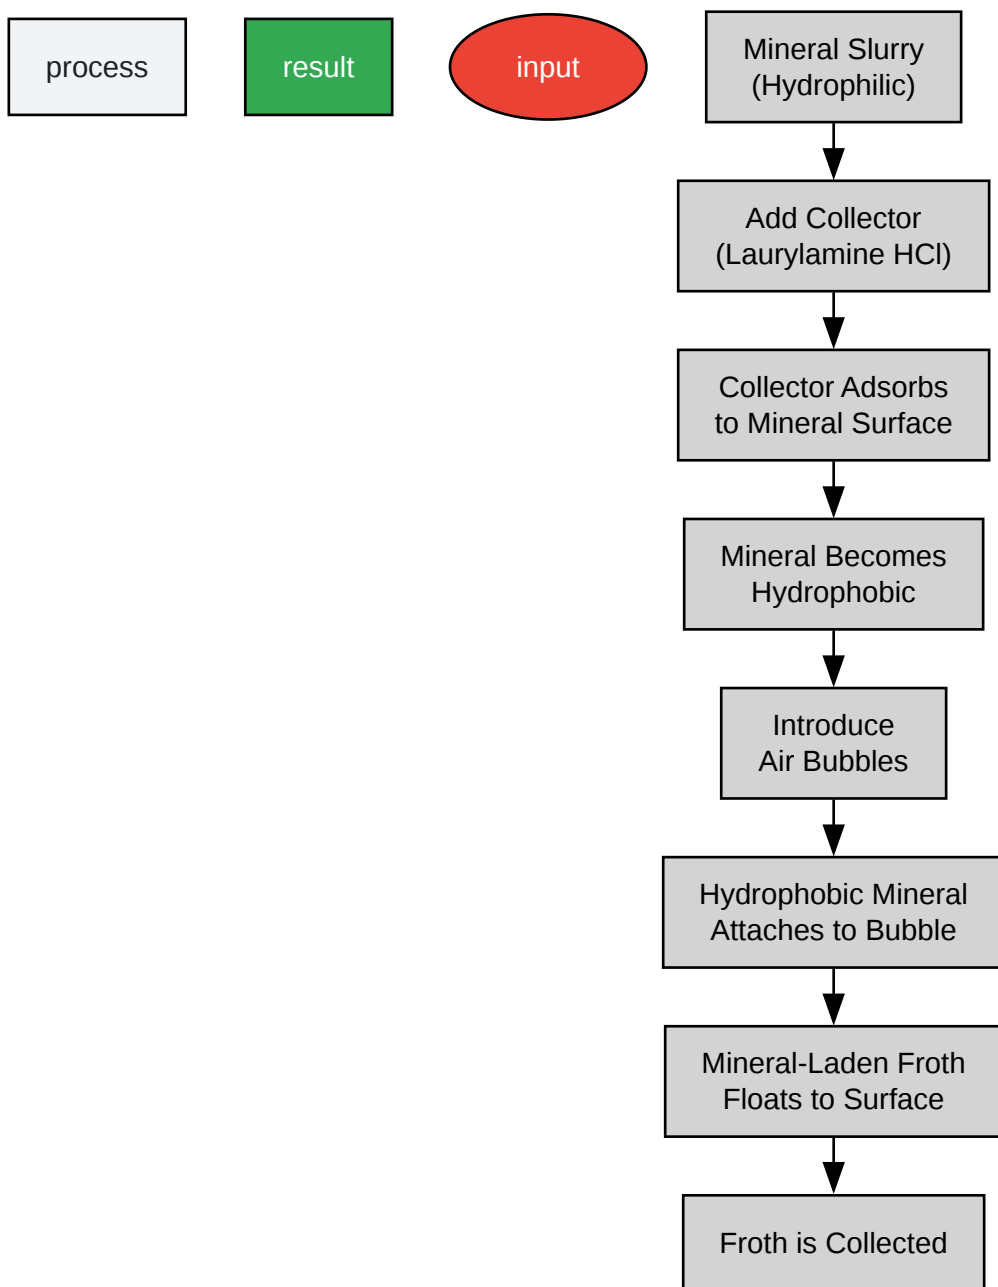 process
result
input
Mineral Slurry
(Hydrophilic)
Add Collector
(Laurylamine HCl)
Collector Adsorbs
to Mineral Surface
Mineral Becomes
Hydrophobic
Introduce
Air Bubbles
Hydrophobic Mineral
Attaches to Bubble
Mineral-Laden Froth
Floats to Surface
Froth is Collected